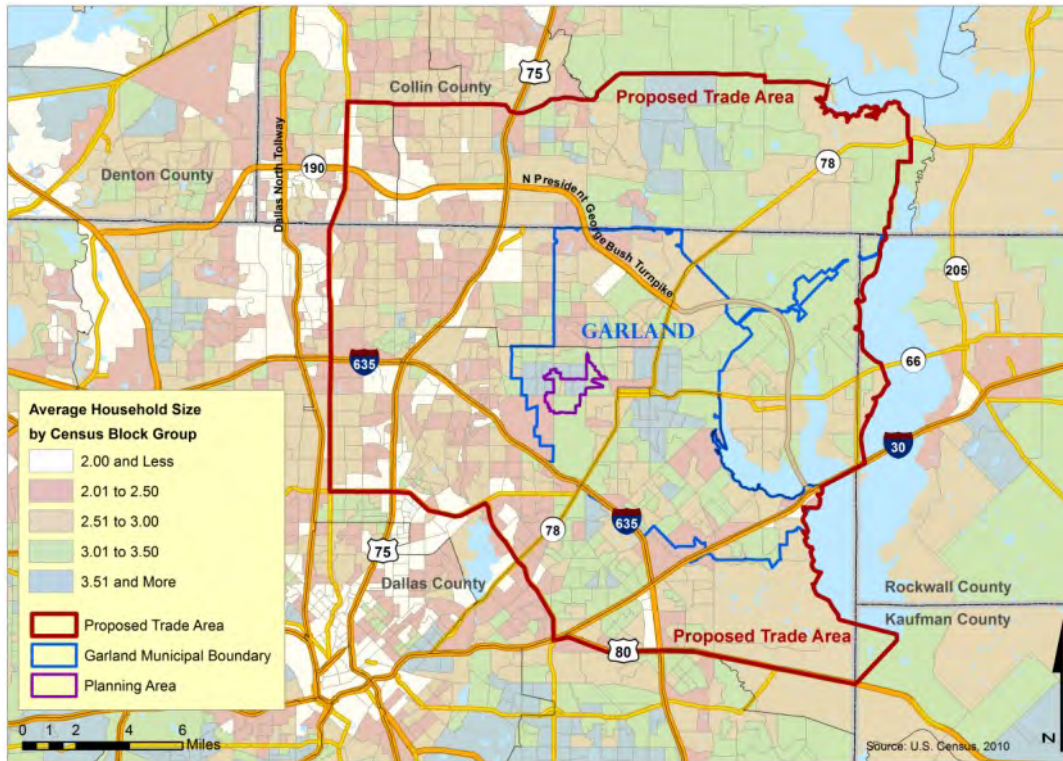 75
Collin County
Proposed Trade Area
Dallas North Tollway
190
78
Denton County
N President George Bush Turnpike
205
GARLAND
635
66
30
Average Household Size
by Census Block Group
2.00 and Less
2.01 to 2.50
2.51 to 3.00
3.01 to 3.50
3.51 and More
Proposed Trade Area
Garland Municipal Boundary
Planning Area
78
635
75
Dallas County
Rockwall County
Kaufman County
Proposed Trade Area
80
0 1 2 4 6
Miles
Source: U.S. Census, 2010
N